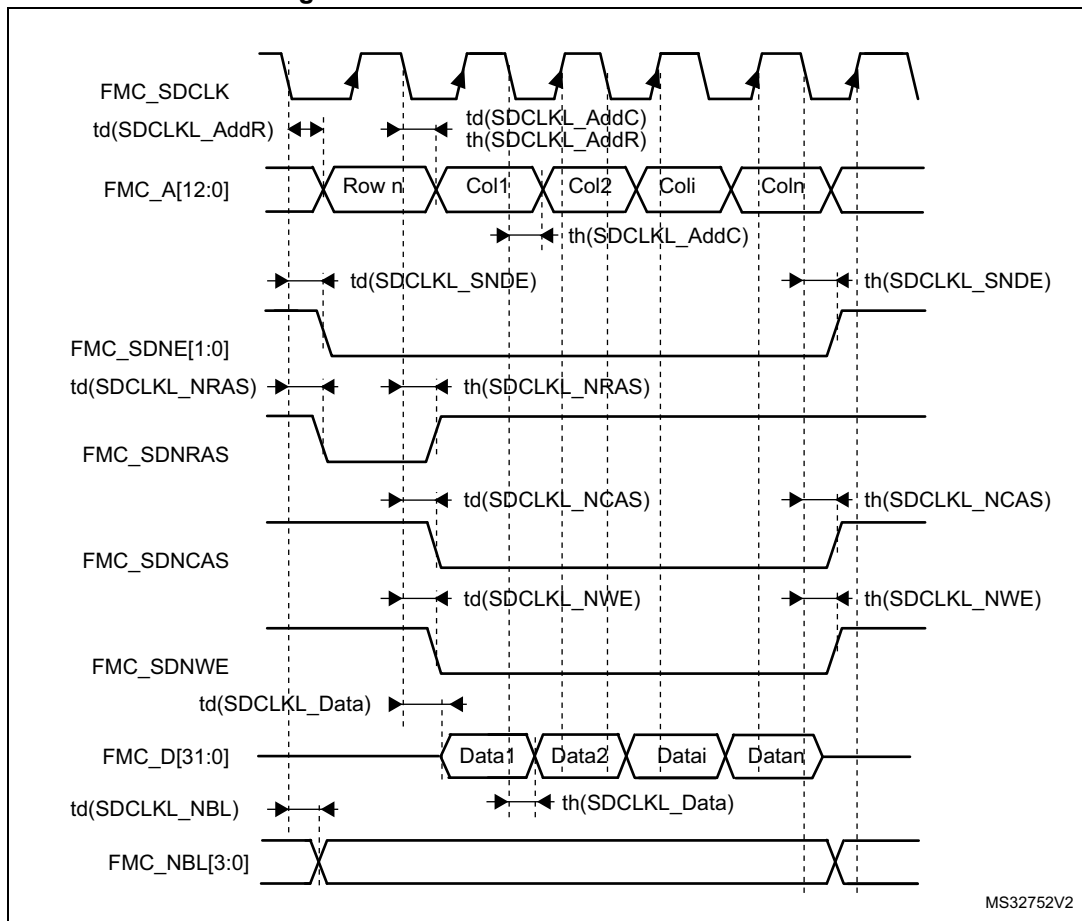 FMC_SDCLK
td(SDCLKL_AddR)
td(SDCLKL_AddC)
th(SDCLKL_AddR)
FMC_A[12:0]
Row n
Col1
Col2
Coli
Coln
th(SDCLKL_AddC)
td(SDCLKL_SNDE)
th(SDCLKL_SNDE)
FMC_SDNE[1:0]
td(SDCLKL_NRAS)
th(SDCLKL_NRAS)
FMC_SDNRAS
td(SDCLKL_NCAS)
th(SDCLKL_NCAS)
FMC_SDNCAS
td(SDCLKL_NWE)
th(SDCLKL_NWE)
FMC_SDNWE
td(SDCLKL_Data)
FMC_D[31:0]
Data1
Data2
Datai
Datan
th(SDCLKL_Data)
td(SDCLKL_NBL)
FMC_NBL[3:0]
MS32752V2